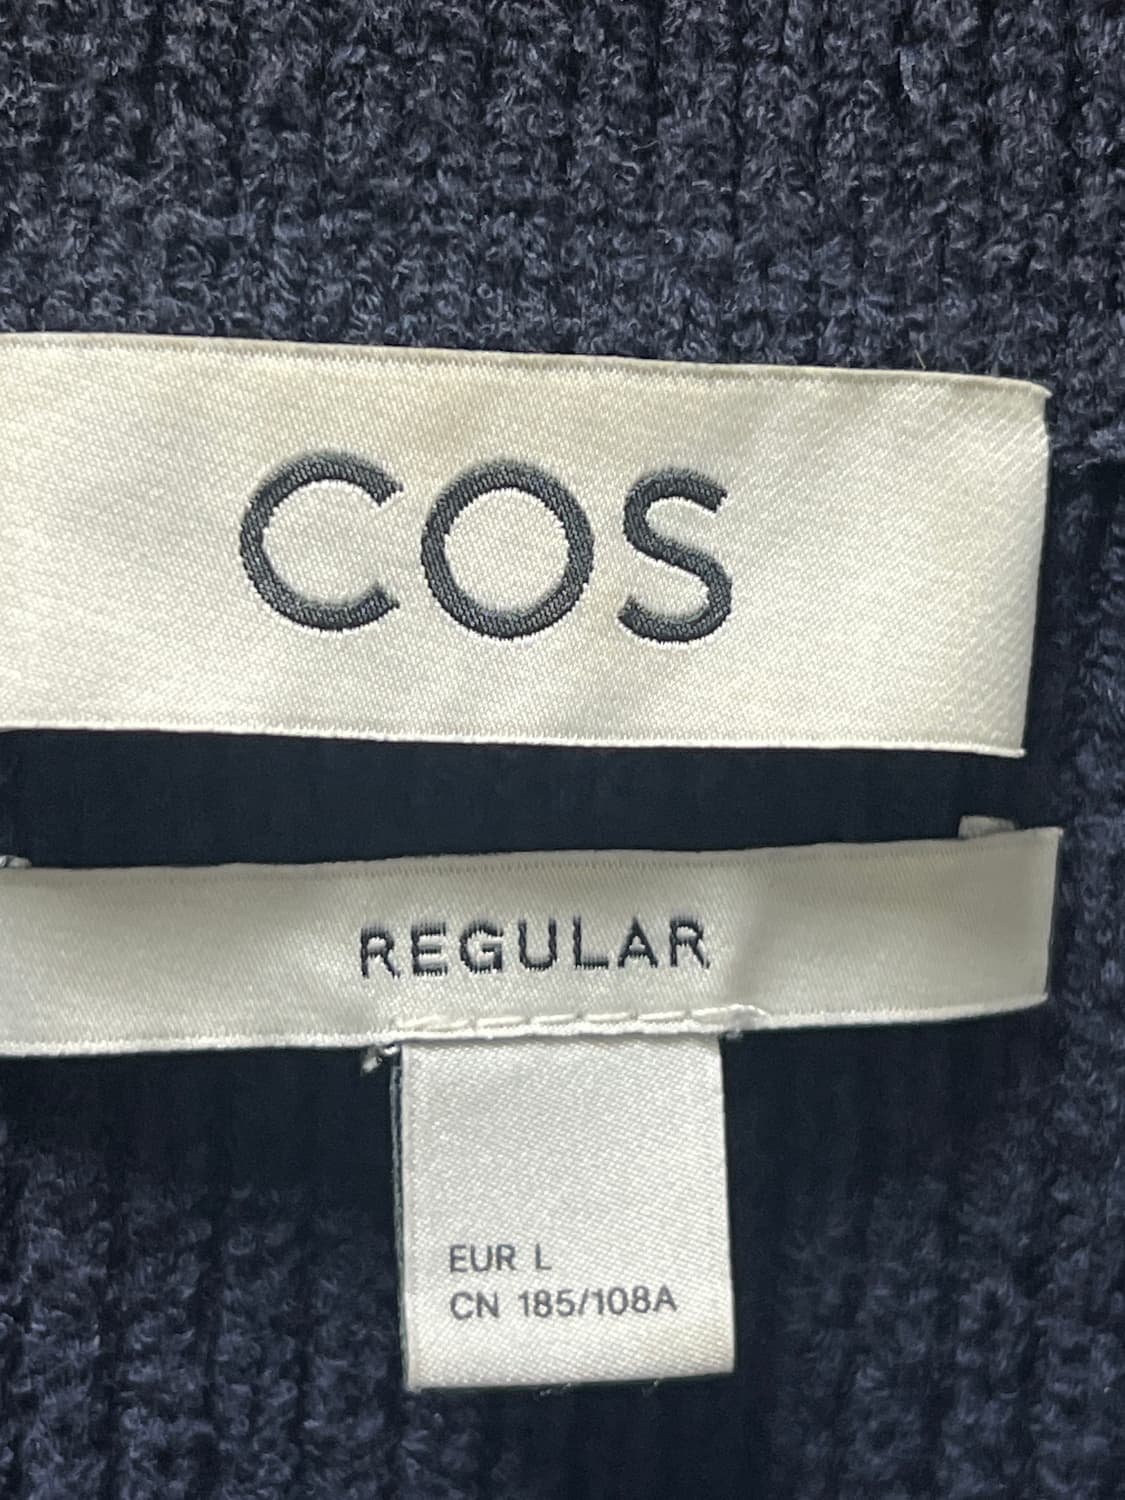 COS
REGULAR
EUR L
CN 185/108A